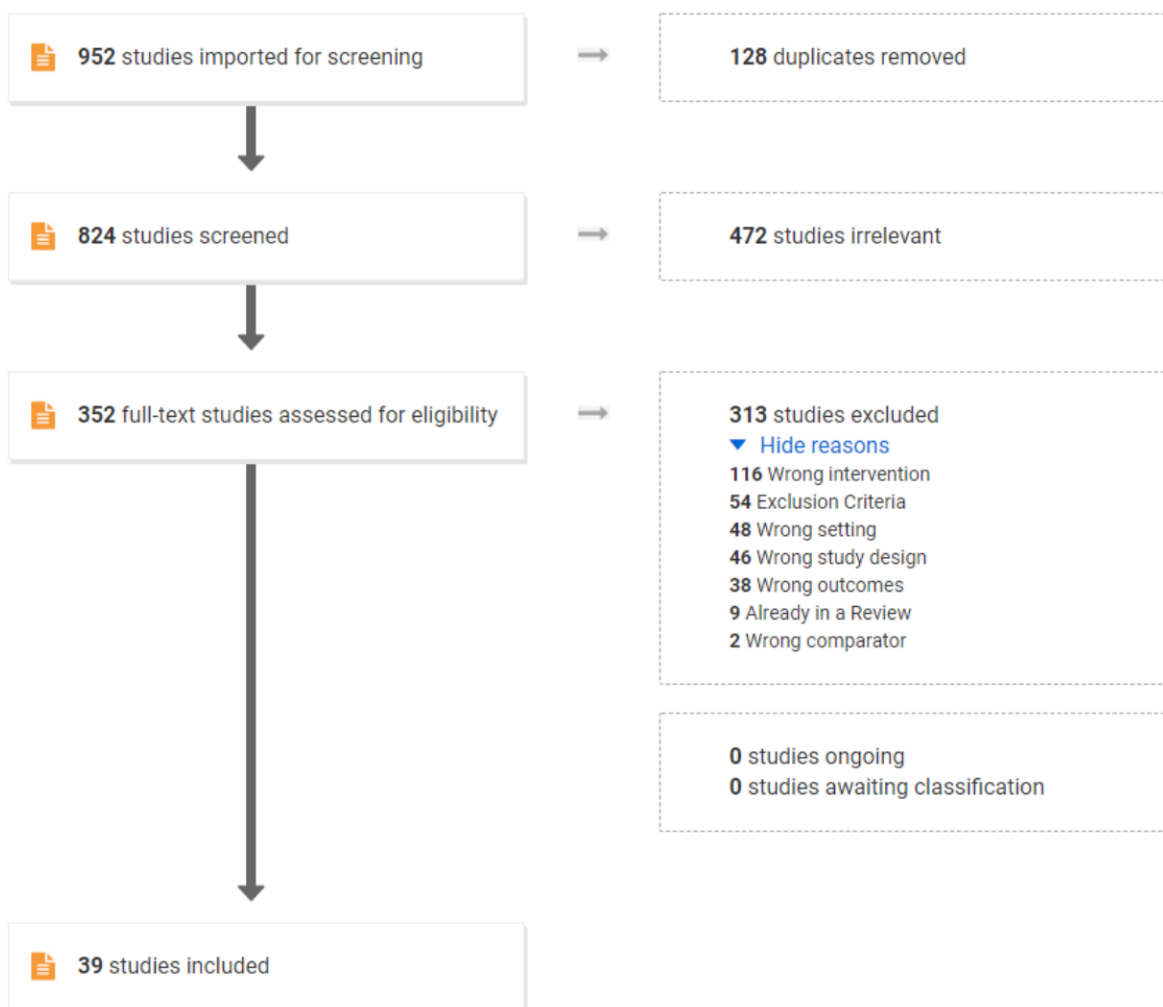 952 studies imported for screening
128 duplicates removed
824 studies screened
472 studies irrelevant
352 full-text studies assessed for eligibility
313 studies excluded
Hide reasons
116 Wrong intervention
54 Exclusion Criteria
48 Wrong setting
46 Wrong study design
38 Wrong outcomes
9 Already in a Review
2 Wrong comparator
0 studies ongoing
0 studies awaiting classification
39 studies included